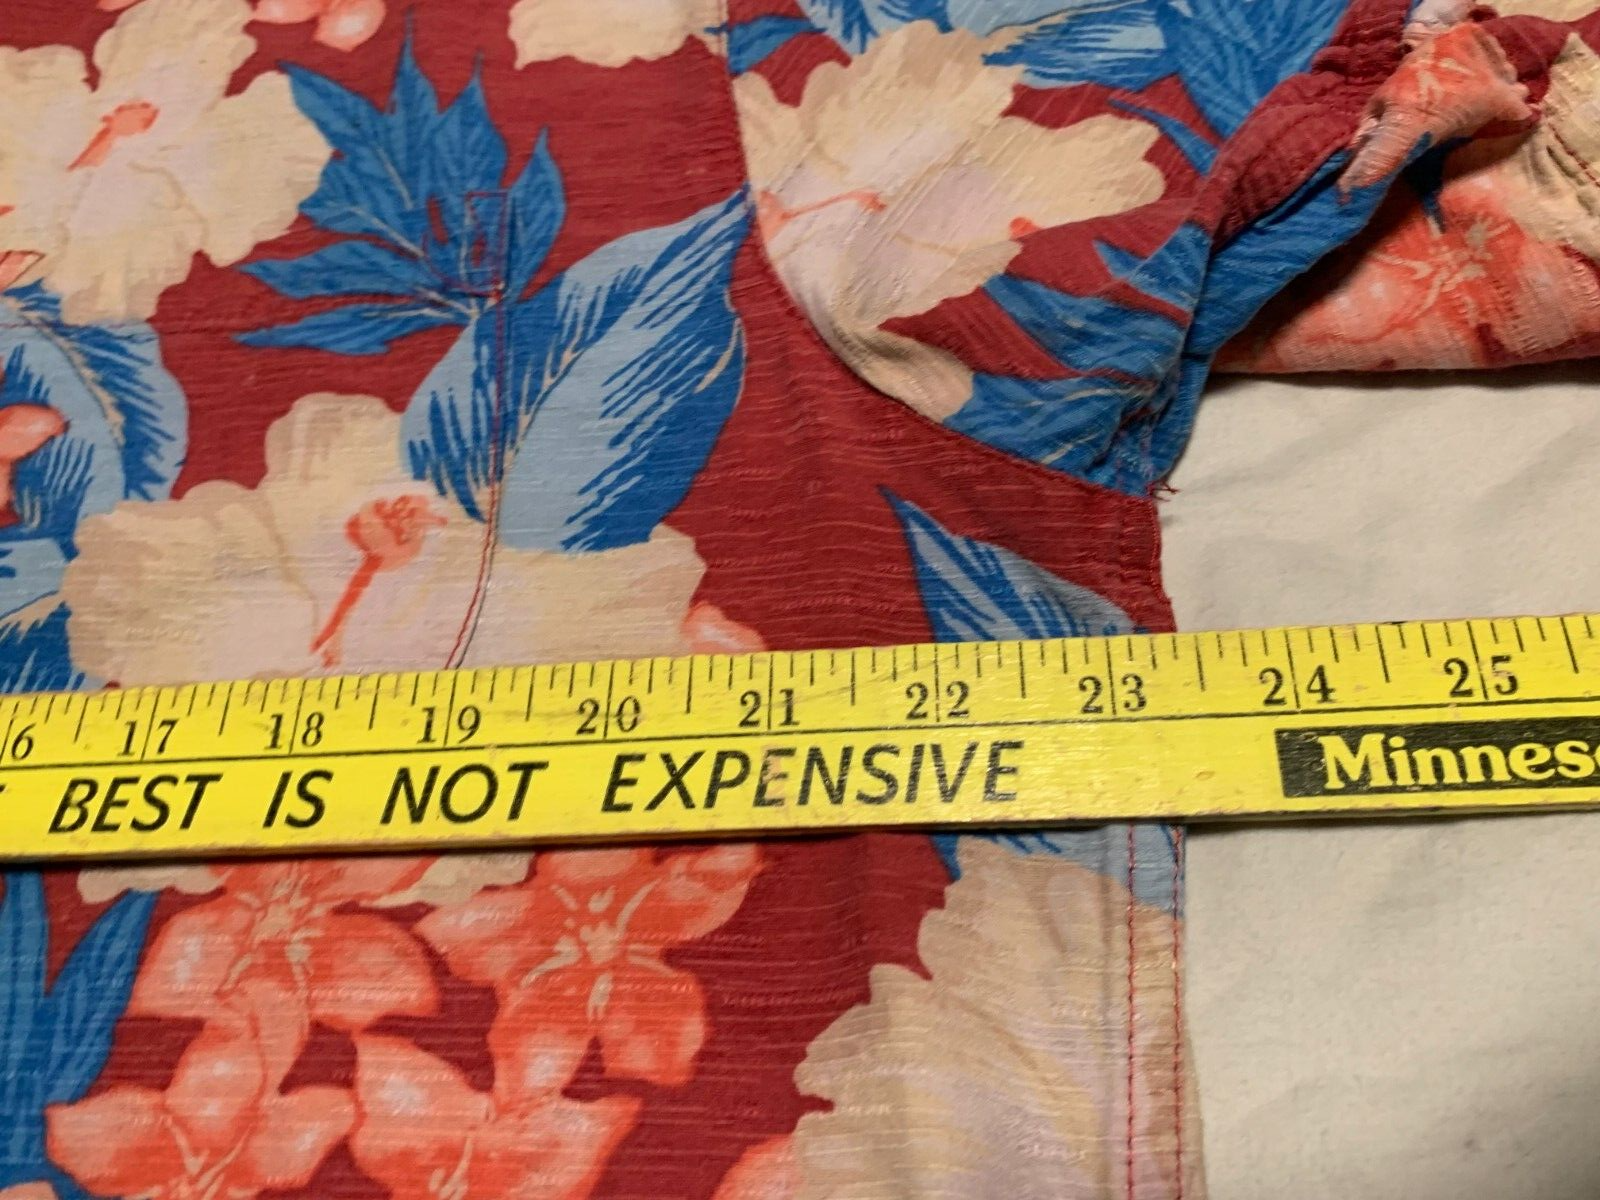 6 17 18 19 20 21 22 23 24 25
BEST IS NOT EXPENSIVE Minnes